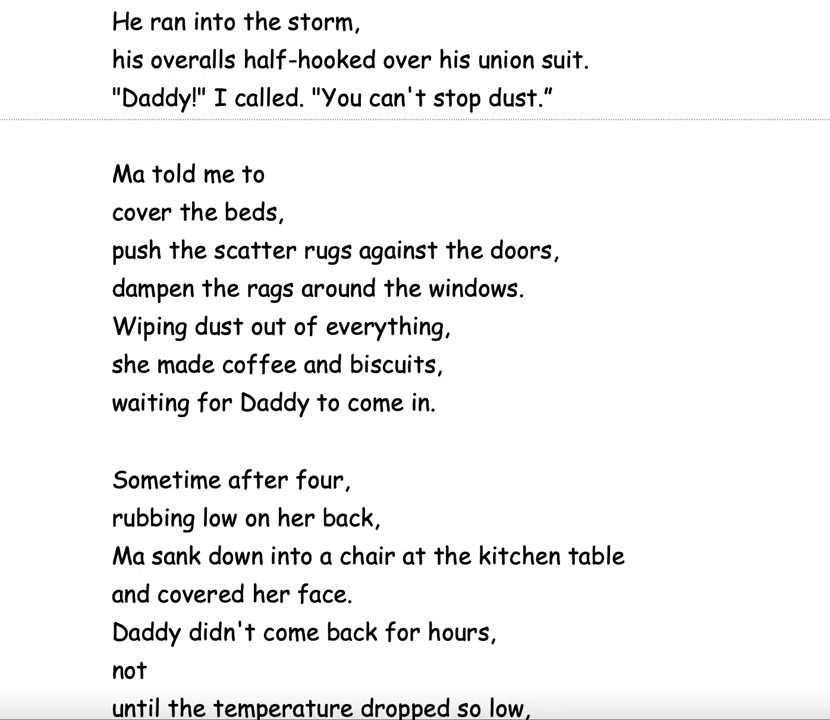 He ran into the storm,
his overalls half-hooked over his union suit.
"Daddy!" I called. "You can't stop dust.”
Ma told me to
cover the beds,
push the scatter rugs against the doors,
dampen the rags around the windows.
Wiping dust out of everything,
she made coffee and biscuits,
waiting for Daddy to come in.
Sometime after four,
rubbing low on her back,
Ma sank down into a chair at the kitchen table
and covered her face.
Daddy didn't come back for hours,
not
until the temperature dropped so low,